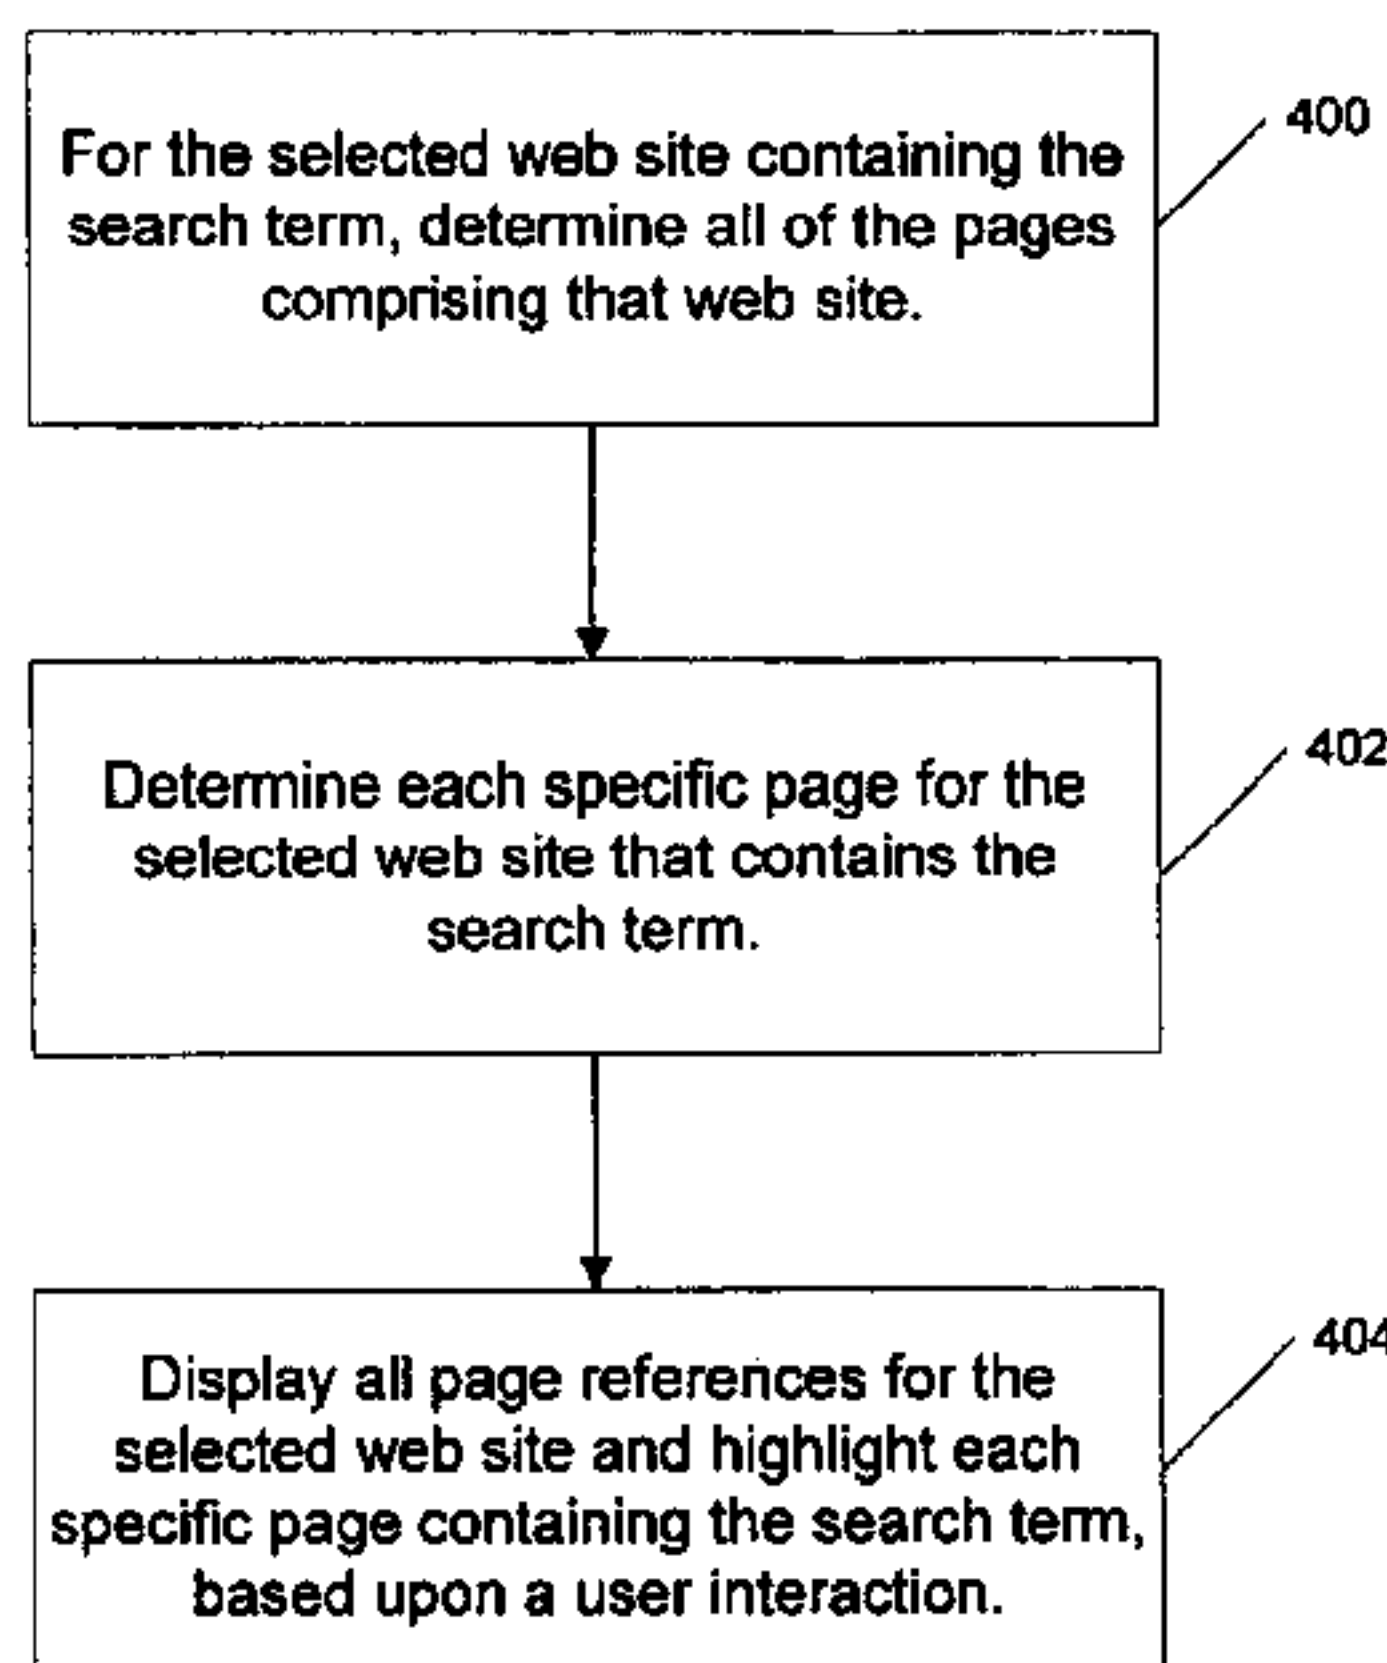 For the selected web site containing the
search term, determine all of the pages
comprising that web site.
400
Determine each specific page for the
selected web site that contains the
search term.
402
Display all page references for the
selected web site and highlight each
specific page containing the search term,
based upon a user interaction.
404